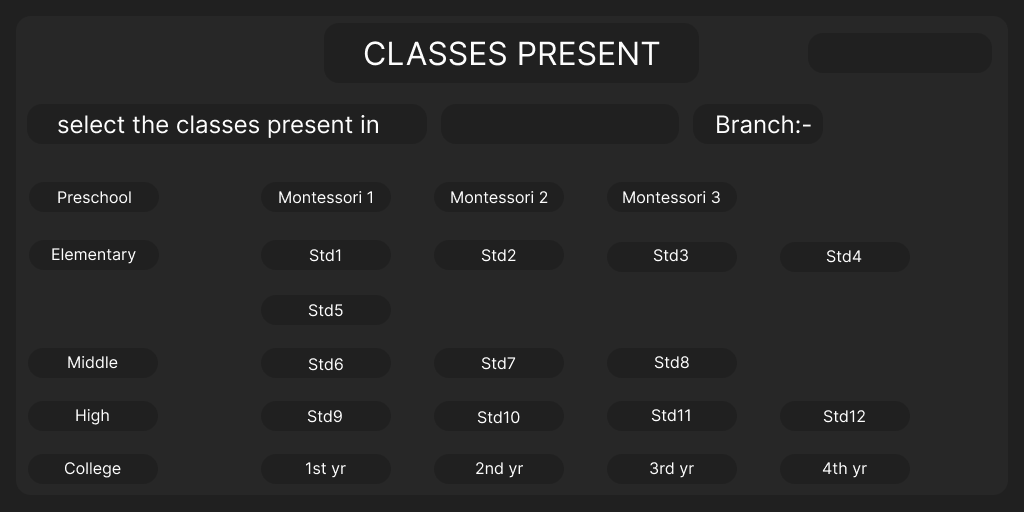 CLASSES PRESENT
select the classes present in Branch:-
Preschool Montessori 1 Montessori 2 Montessori 3
Elementary Std1 Std2 Std3 Std4
Std5
Middle Std6 Std7 Std8
High Std9 Std10 Std11 Std12
College 1st yr 2nd yr 3rd yr 4th yr